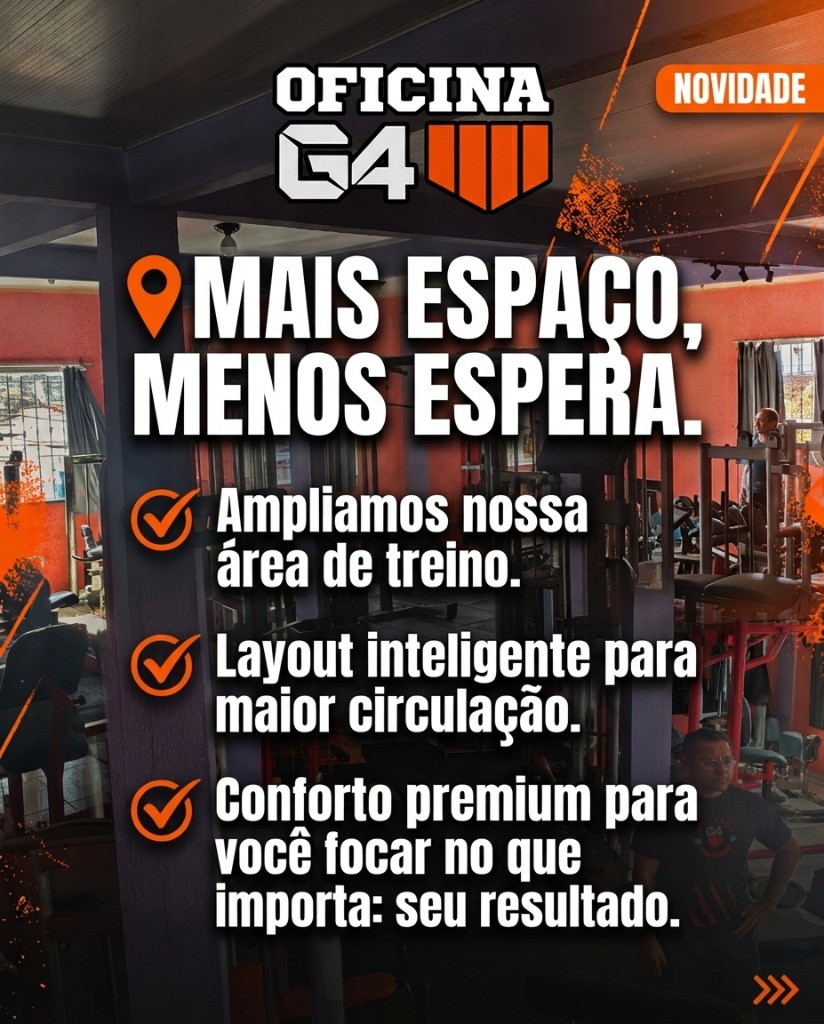 OFICINA
G4
NOVIDADE
MAIS ESPAÇO,
MENOS ESPERA.
Ampliamos nossa
área de treino.
Layout inteligente para
maior circulação.
Conforto premium para
você focar no que
importa: seu resultado.
G4